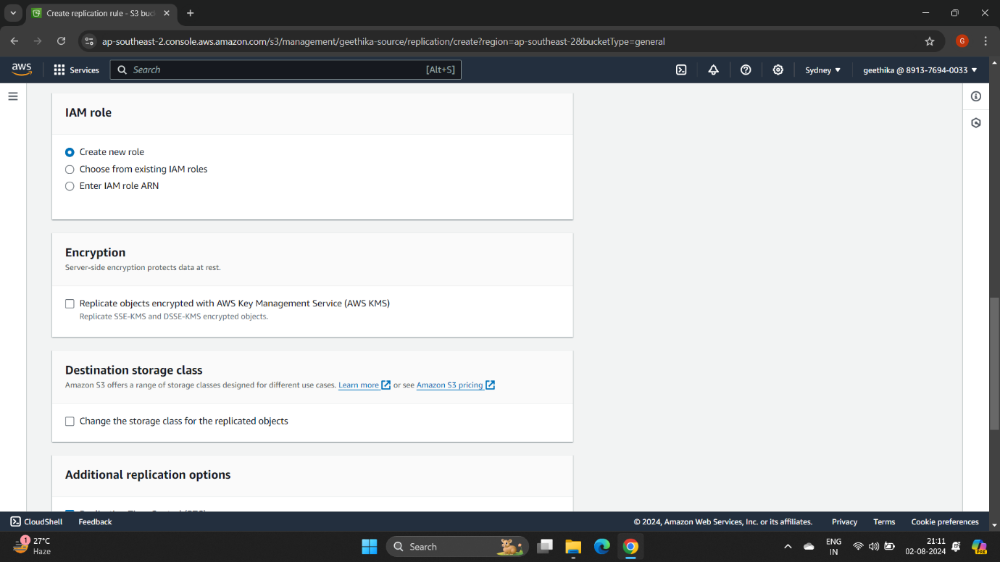 Create replication rule - S3 buc
ap-southeast-2.console.aws.amazon.com/s3/management/geethika-source/replication/create?region=ap-southeast-2&bucketType=general
G
aws
Services
Search
[Alt+S]
Sydney
geethika @ 8913-7694-0033
IAM role
Create new role
Choose from existing IAM roles
Enter IAM role ARN
Encryption
Server-side encryption protects data at rest.
Replicate objects encrypted with AWS Key Management Service (AWS KMS)
Replicate SSE-KMS and DSSE-KMS encrypted objects.
Destination storage class
Amazon S3 offers a range of storage classes designed for different use cases. Learn more or see Amazon S3 pricing
Change the storage class for the replicated objects
Additional replication options
CloudShell
Feedback
© 2024, Amazon Web Services, Inc. or its affiliates.
Privacy
Terms
Cookie preferences
1
27°C
Haze
Search
ENG
IN
21:11
02-08-2024
PRE